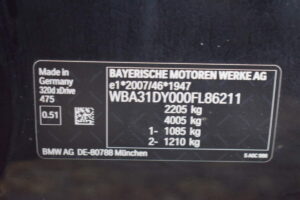 Made in
Germany
320d xDrive
475
0.51
BAYERISCHE MOTOREN WERKE AG
e1*2007/46*1947
WBA31DY000FL86211
2205 kg
4005 kg
1- 1085 kg
2- 1210 kg
BMW AG DE-80788 München